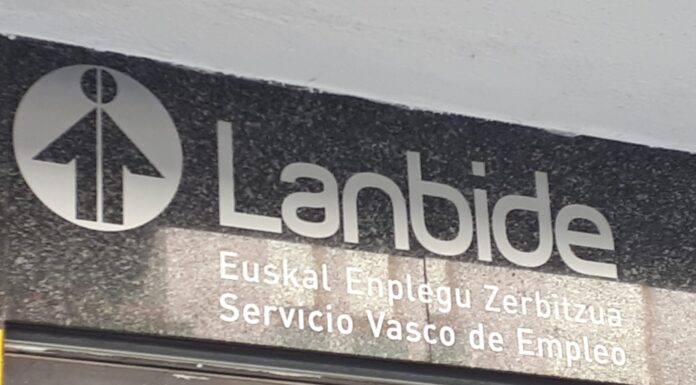 Lanbide
Euskal Enplegu Zerbitzua
Servicio Vasco de Empleo